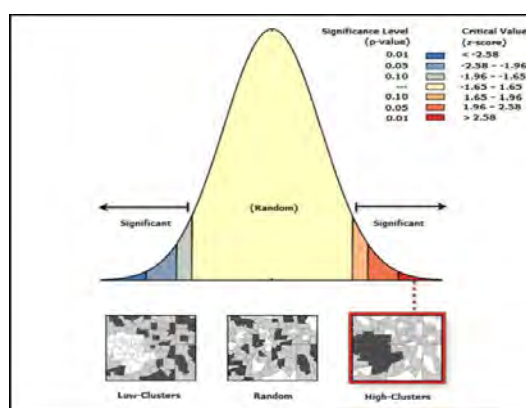 Significance Level Critical Value
(p-value) (z-score)
0.01 < -2.58
0.05 -2.58 – -1.96
0.10 -1.96 – -1.65
--- -1.65 – 1.65
0.10 1.65 – 1.96
0.05 1.96 – 2.58
0.01 > 2.58
Significant (Random) Significant
Low-Clusters Random High-Clusters